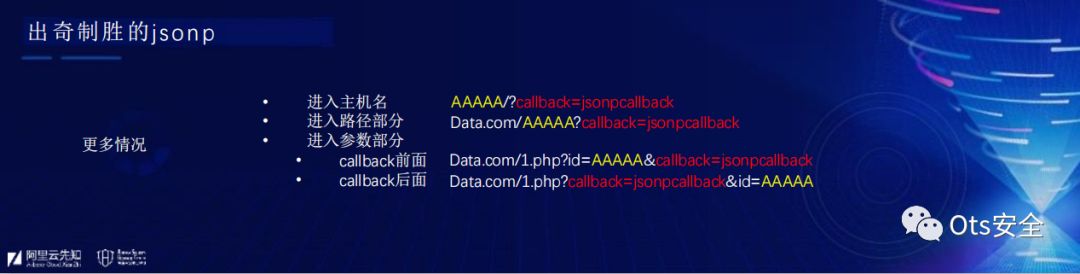 出奇制胜的jsonp
更多情况
• 进入主机名 AAAAA/?callback=jsonpcallback
• 进入路径部分 Data.com/AAAAA?callback=jsonpcallback
• 进入参数部分
• callback前面 Data.com/1.php?id=AAAAA&callback=jsonpcallback
• callback后面 Data.com/1.php?callback=jsonpcallback&id=AAAAA
Ots安全
阿里云先知